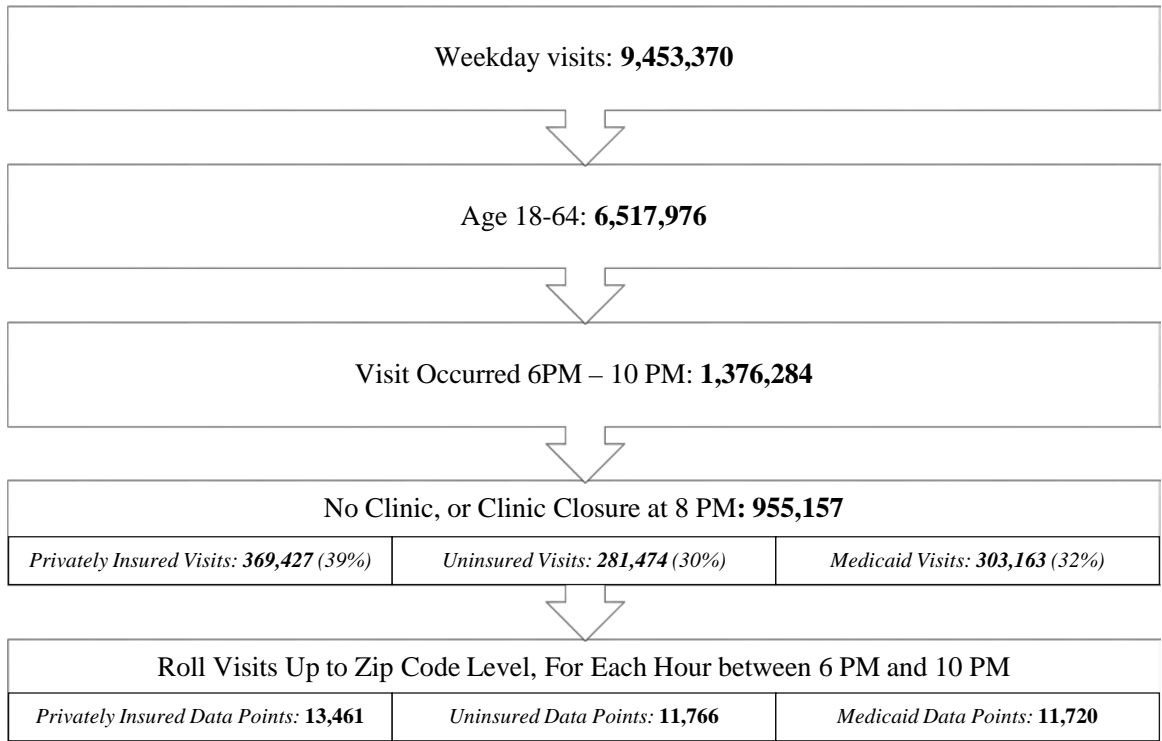 Weekday visits: 9,453,370
Age 18-64: 6,517,976
Visit Occurred 6PM – 10 PM: 1,376,284
No Clinic, or Clinic Closure at 8 PM: 955,157
Privately Insured Visits: 369,427 (39%)
Uninsured Visits: 281,474 (30%)
Medicaid Visits: 303,163 (32%)
Roll Visits Up to Zip Code Level, For Each Hour between 6 PM and 10 PM
Privately Insured Data Points: 13,461
Uninsured Data Points: 11,766
Medicaid Data Points: 11,720